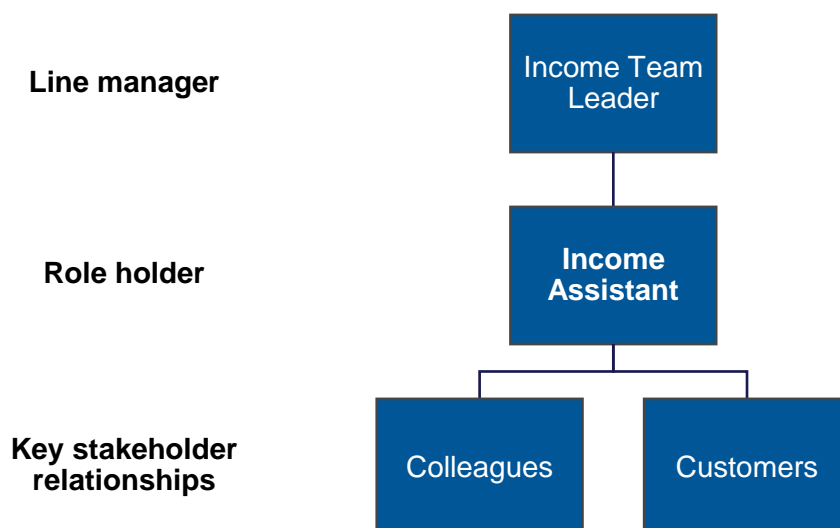 Line manager
Income Team
Leader
Role holder
Income
Assistant
Key stakeholder
relationships
Colleagues
Customers